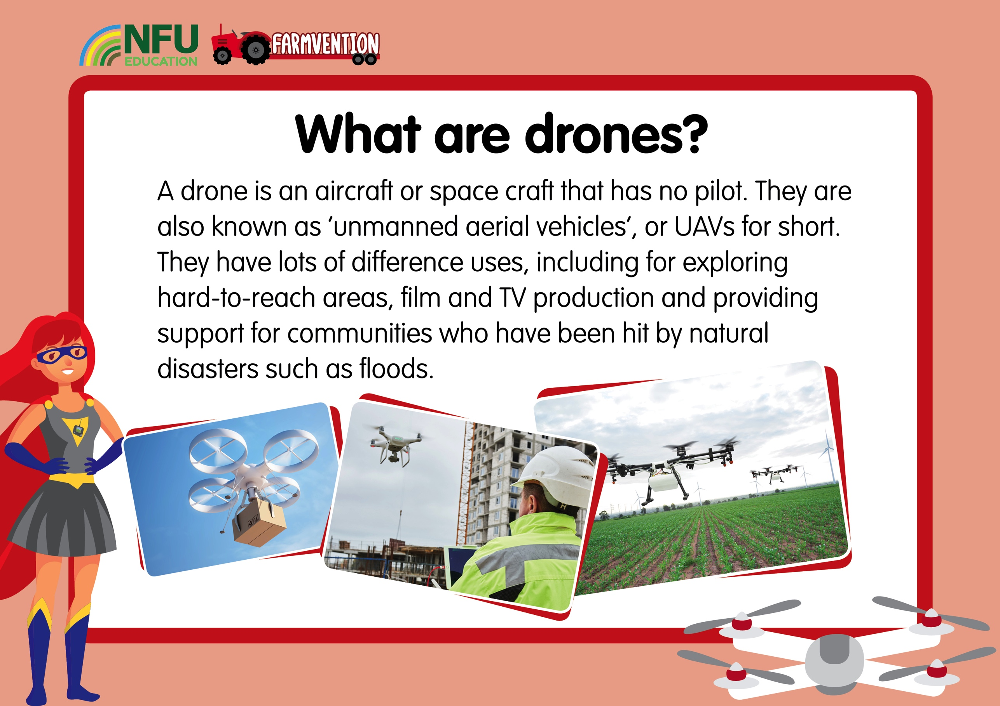 NFU
EDUCATION
FARMVENTION
What are drones?
A drone is an aircraft or space craft that has no pilot. They are
also known as ‘unmanned aerial vehicles’, or UAVs for short.
They have lots of difference uses, including for exploring
hard-to-reach areas, film and TV production and providing
support for communities who have been hit by natural
disasters such as floods.